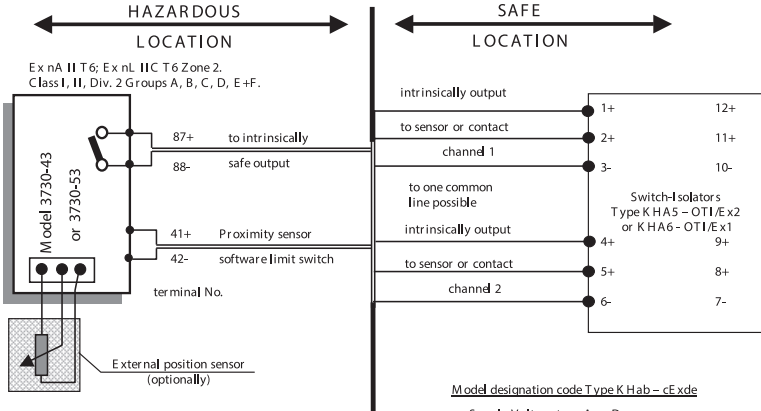 HAZARDOUS
LOCATION
SAFE
LOCATION
Ex nA II T6; Ex nL IIC T6 Zone 2.
Class I, II, Div. 2 Groups A, B, C, D, E+F.
Model 3730-43
or 3730-53
87+ to intrinsically
88- safe output
41+ Proximity sensor
42- software limit switch
terminal No.
External position sensor
(optionally)
intrinsically output
to sensor or contact
channel 1
to one common
line possible
intrinsically output
to sensor or contact
channel 2
1+ 12+
2+ 11+
3- 10-
Switch-Isolators
Type KHA5 – OTI/Ex2
or KHA6 - OTI/Ex1
4+ 9+
5+ 8+
6- 7-
Model designation code Type KHab – cExde